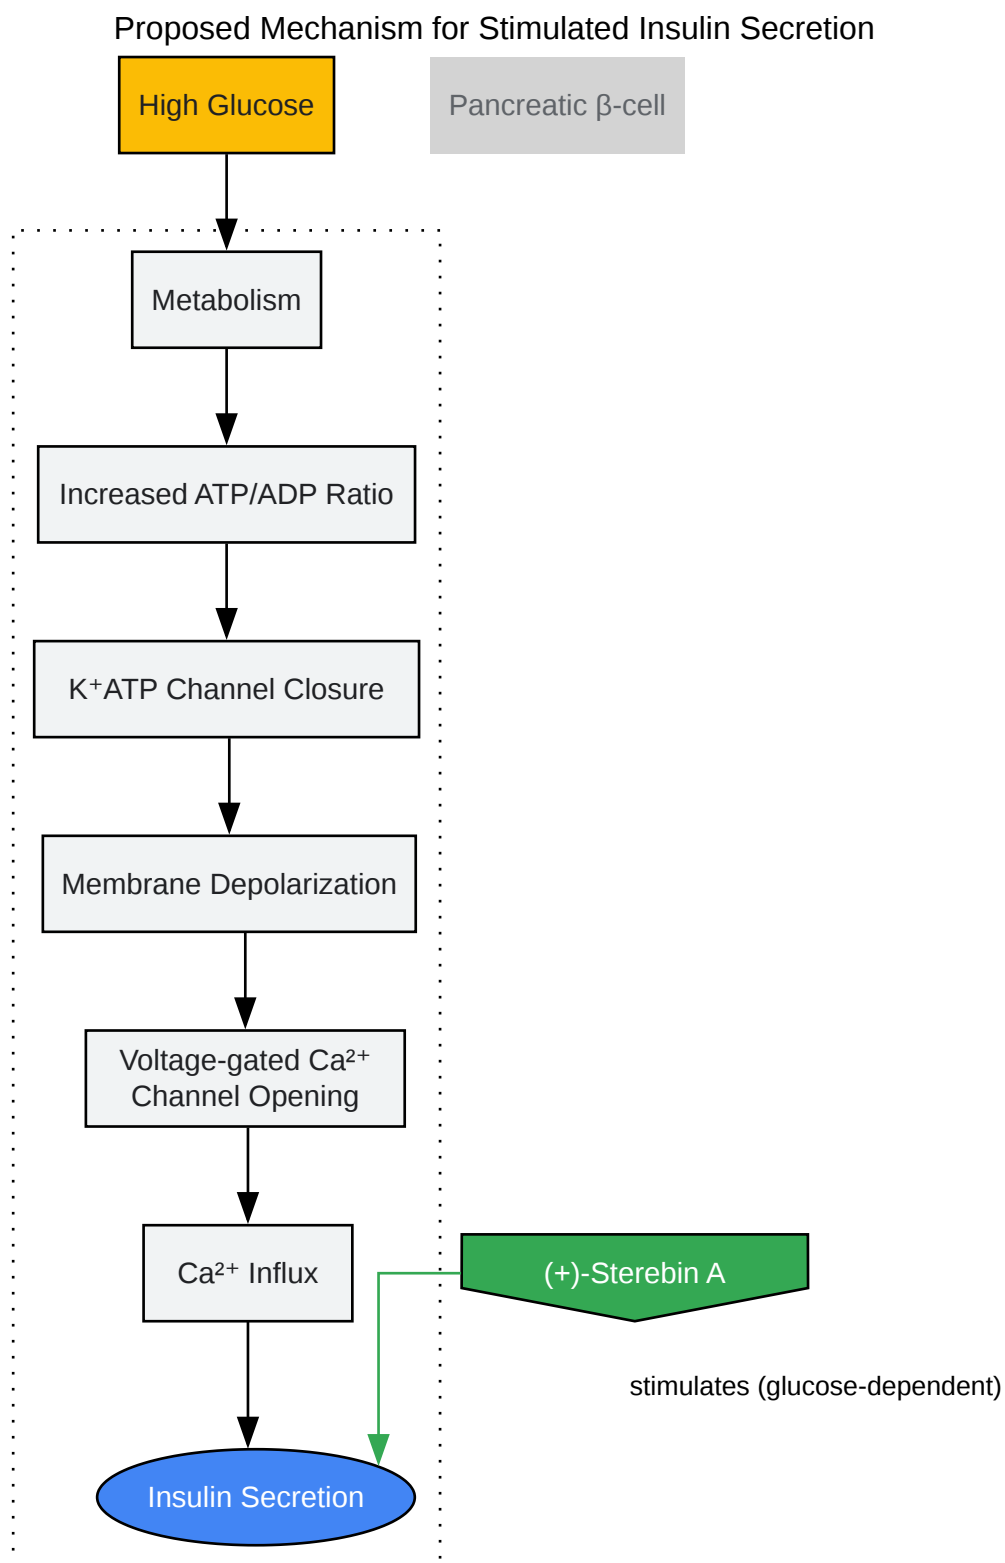 Proposed Mechanism for Stimulated Insulin Secretion
High Glucose
Pancreatic β-cell
Metabolism
Increased ATP/ADP Ratio
K⁺ATP Channel Closure
Membrane Depolarization
Voltage-gated Ca²⁺
Channel Opening
Ca²⁺ Influx
(+)-Sterebin A
stimulates (glucose-dependent)
Insulin Secretion